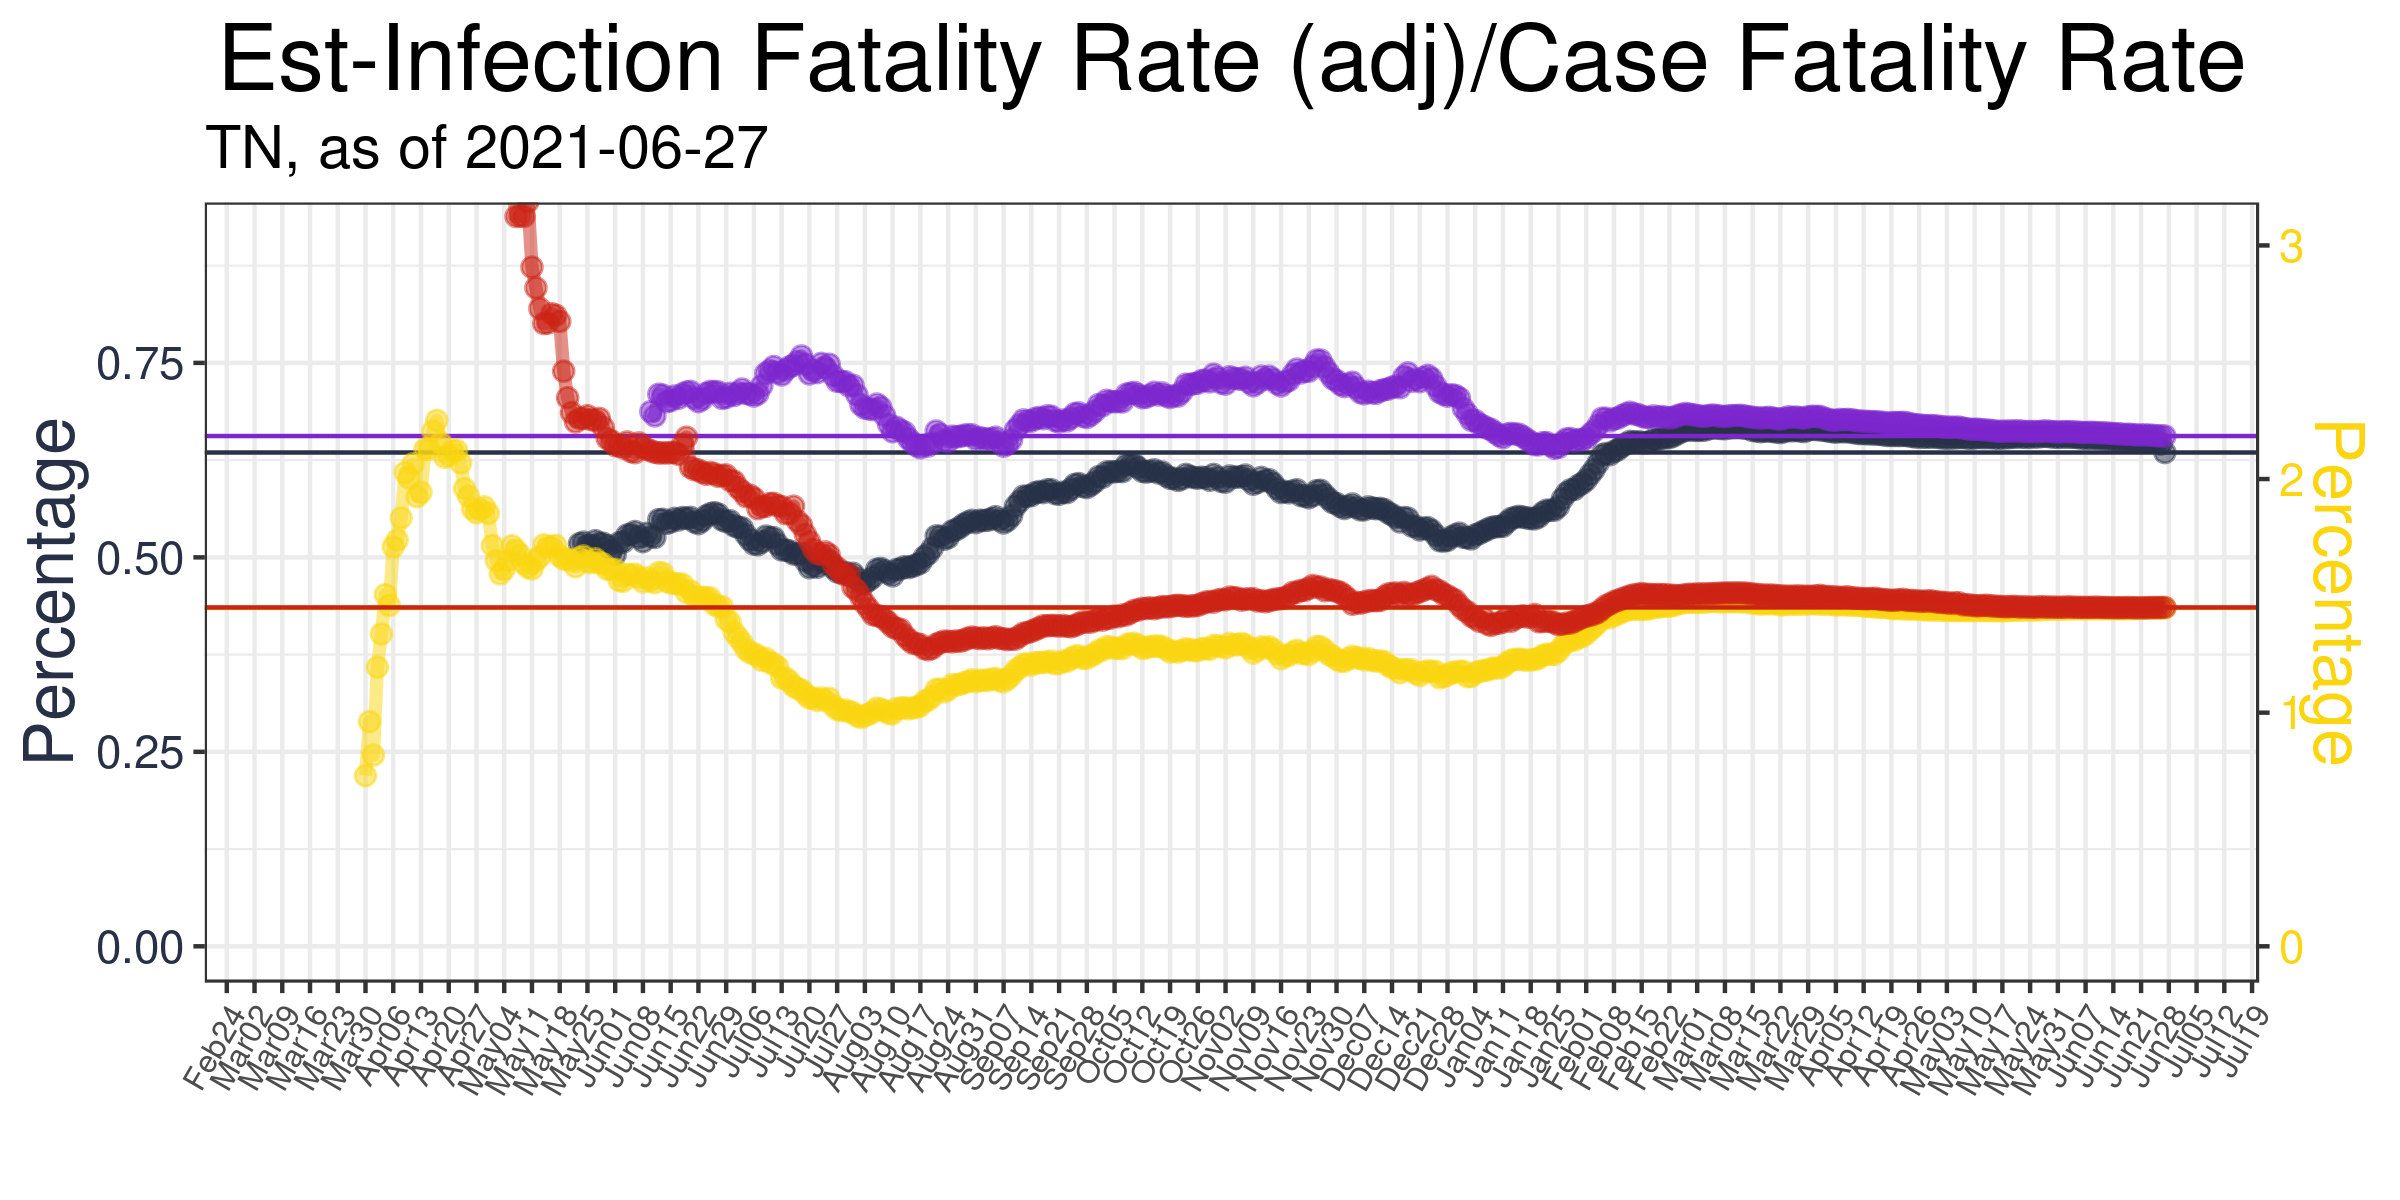 Est-Infection Fatality Rate (adj)/Case Fatality Rate
TN, as of 2021-06-27
Percentage
0.75
0.50
0.25
0.00
3
2
1
0
Percentage
Feb24
Mar02
Mar09
Mar16
Mar23
Mar30
Apr06
Apr13
Apr20
Apr27
May04
May11
May18
May25
Jun01
Jun08
Jun15
Jun22
Jun29
Jul06
Jul13
Jul20
Jul27
Aug03
Aug10
Aug17
Aug24
Aug31
Sep07
Sep14
Sep21
Sep28
Oct05
Oct12
Oct19
Oct26
Nov02
Nov09
Nov16
Nov23
Nov30
Dec07
Dec14
Dec21
Dec28
Jan04
Jan11
Jan18
Jan25
Feb01
Feb08
Feb15
Feb22
Mar01
Mar08
Mar15
Mar22
Mar29
Apr05
Apr12
Apr19
Apr26
May03
May10
May17
May24
May31
Jun07
Jun14
Jun21
Jun28
Jul05
Jul12
Jul19